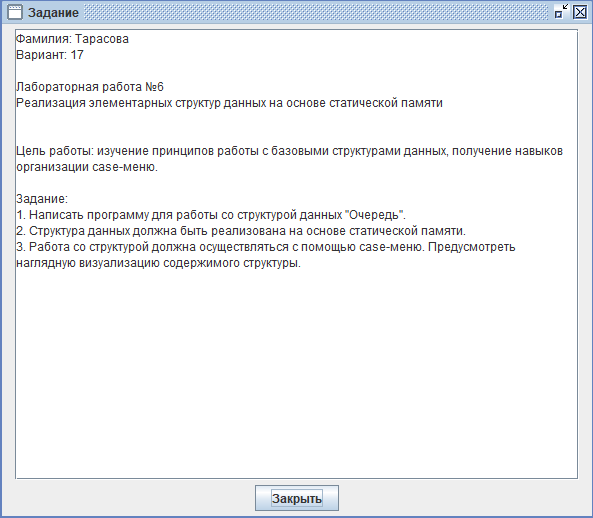 Задание
Фамилия: Тарасова
Вариант: 17
Лабораторная работа №6
Реализация элементарных структур данных на основе статической памяти
Цель работы: изучение принципов работы с базовыми структурами данных, получение навыков
организации case-меню.
Задание:
1. Написать программу для работы со структурой данных "Очередь".
2. Структура данных должна быть реализована на основе статической памяти.
3. Работа со структурой должна осуществляться с помощью case-меню. Предусмотреть
наглядную визуализацию содержимого структуры.
Закрыть